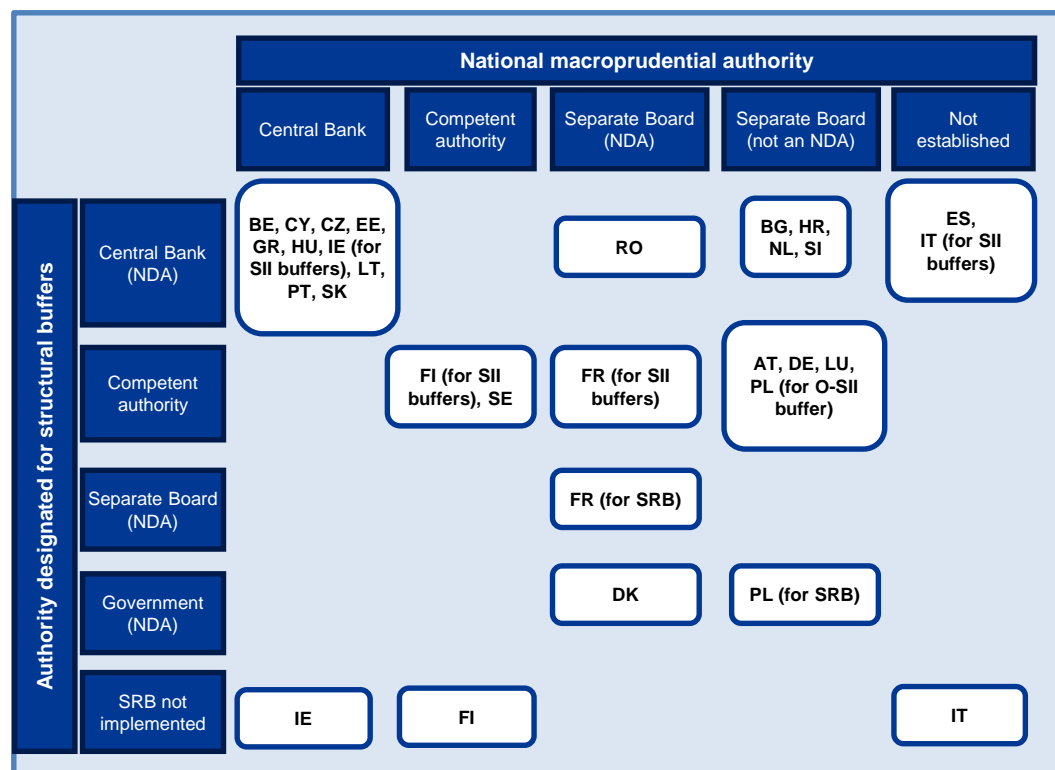 National macroprudential authority
Central Bank
Competent
authority
Separate Board
(NDA)
Separate Board
(not an NDA)
Not
established
Authority designated for structural buffers
Central Bank
(NDA)
BE, CY, CZ, EE,
GR, HU, IE (for
SII buffers), LT,
PT, SK
RO
BG, HR,
NL, SI
ES,
IT (for SII
buffers)
Competent
authority
FI (for SII
buffers), SE
FR (for SII
buffers)
AT, DE, LU,
PL (for O-SII
buffer)
Separate Board
(NDA)
FR (for SRB)
Government
(NDA)
DK
PL (for SRB)
SRB not
implemented
IE
FI
IT